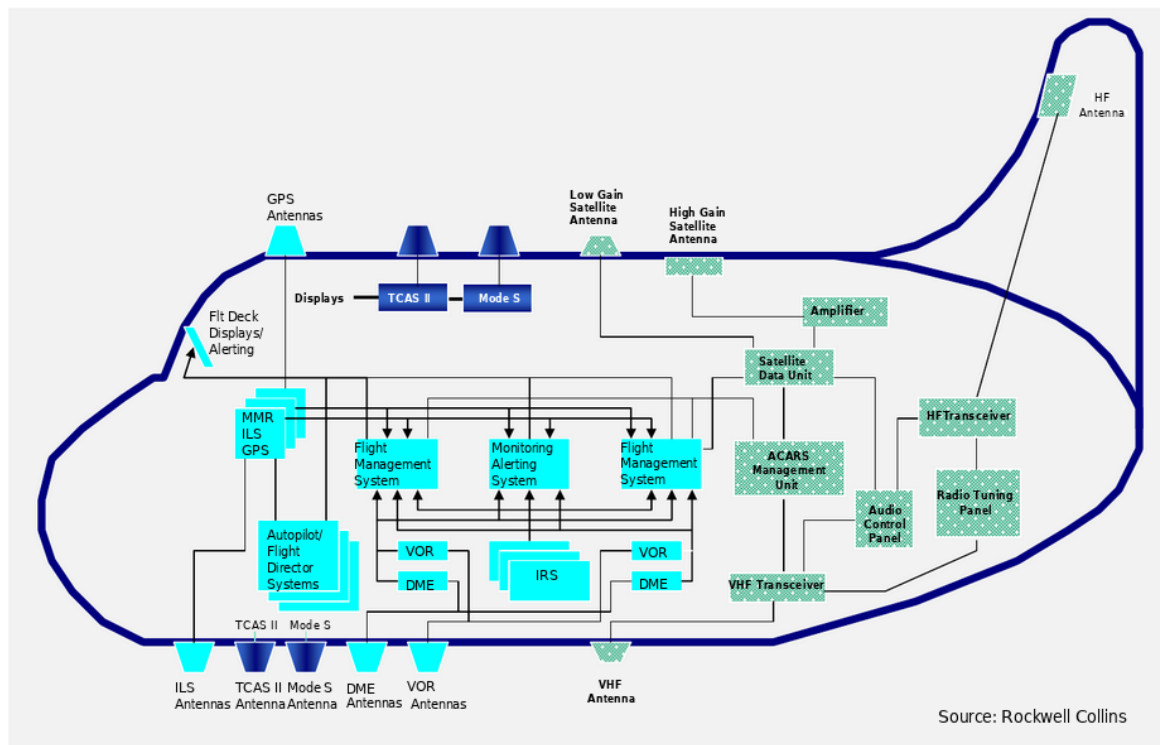 HF
Antenna
GPS
Antennas
Low Gain
Satellite
Antenna
High Gain
Satellite
Antenna
Displays
TCAS II
Mode S
Amplifier
Flt Deck
Displays/
Alerting
Satellite
Data Unit
MMR
ILS
GPS
HFTransceiver
Flight
Management
System
Monitoring
Alerting
System
Flight
Management
System
ACARS
Management
Unit
Radio Tuning
Panel
Audio
Control
Panel
Autopilot/
Flight
Director
Systems
VOR
DME
IRS
VOR
DME
VHF Transceiver
TCAS II
Mode S
ILS
Antennas
TCAS II
Antenna
Mode S
Antenna
DME
Antennas
VOR
Antennas
VHF
Antenna
Source: Rockwell Collins